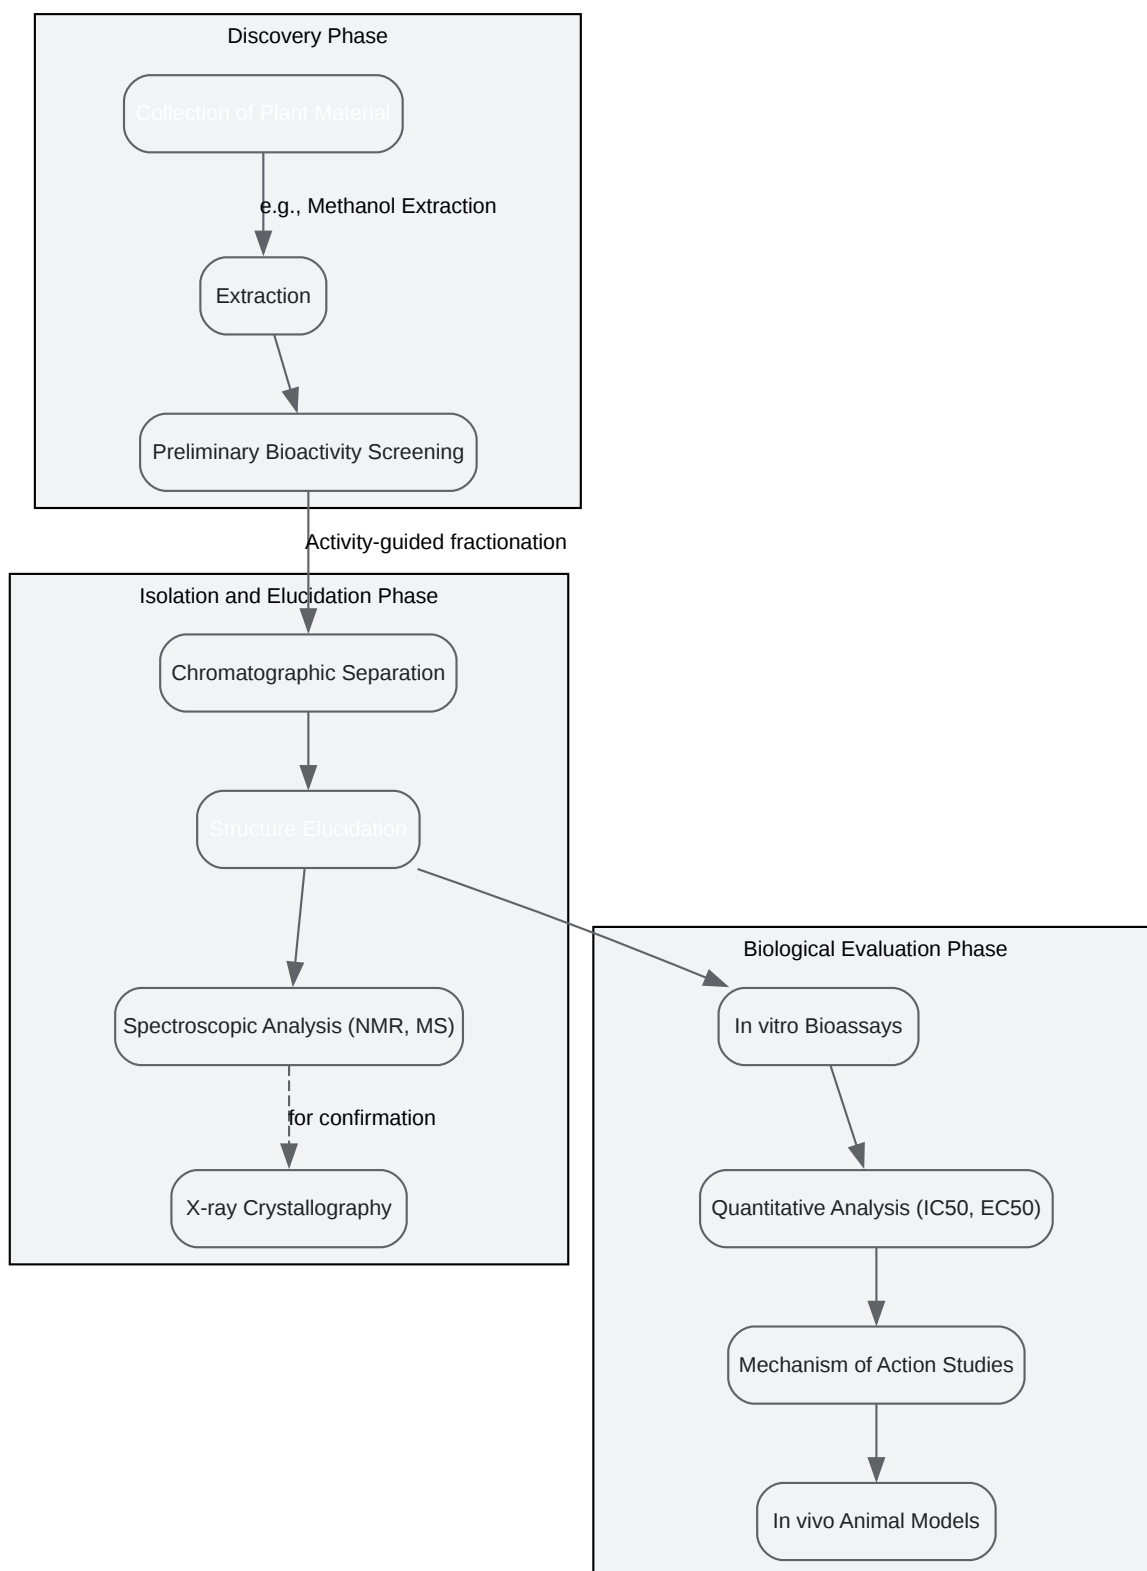 Discovery Phase
Collection of Plant Material
e.g., Methanol Extraction
Extraction
Preliminary Bioactivity Screening
Activity-guided fractionation
Isolation and Elucidation Phase
Chromatographic Separation
Structure Elucidation
Spectroscopic Analysis (NMR, MS)
for confirmation
X-ray Crystallography
Biological Evaluation Phase
In vitro Bioassays
Quantitative Analysis (IC50, EC50)
Mechanism of Action Studies
In vivo Animal Models